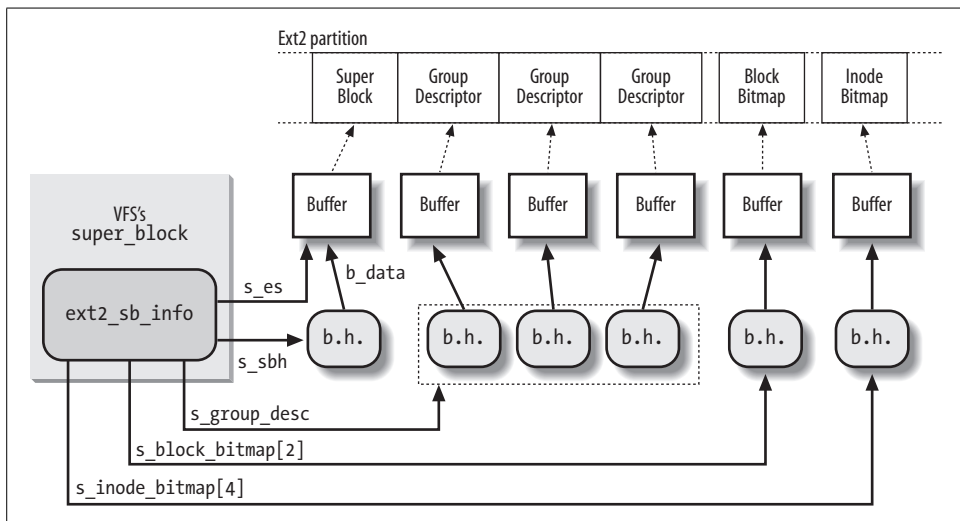 Ext2 partition
Super
Block
Group
Descriptor
Group
Descriptor
Group
Descriptor
Block
Bitmap
Inode
Bitmap
Buffer
Buffer
Buffer
Buffer
Buffer
Buffer
VFS's
super_block
ext2_sb_info
s_es
b_data
s_sbh
b.h.
b.h.
b.h.
b.h.
b.h.
b.h.
s_group_desc
s_block_bitmap[2]
s_inode_bitmap[4]